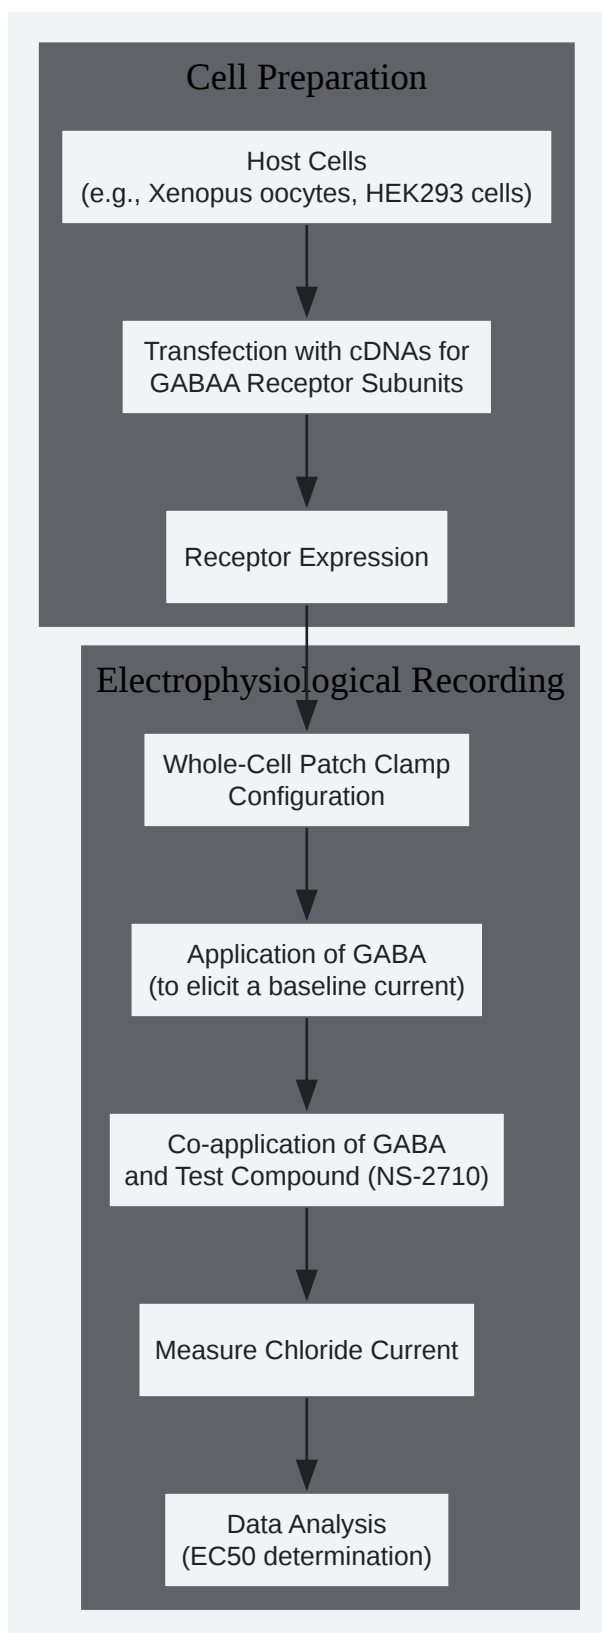 Cell Preparation
Host Cells
(e.g., Xenopus oocytes, HEK293 cells)
Transfection with cDNAs for
GABAA Receptor Subunits
Receptor Expression
Electrophysiological Recording
Whole-Cell Patch Clamp
Configuration
Application of GABA
(to elicit a baseline current)
Co-application of GABA
and Test Compound (NS-2710)
Measure Chloride Current
Data Analysis
(EC50 determination)